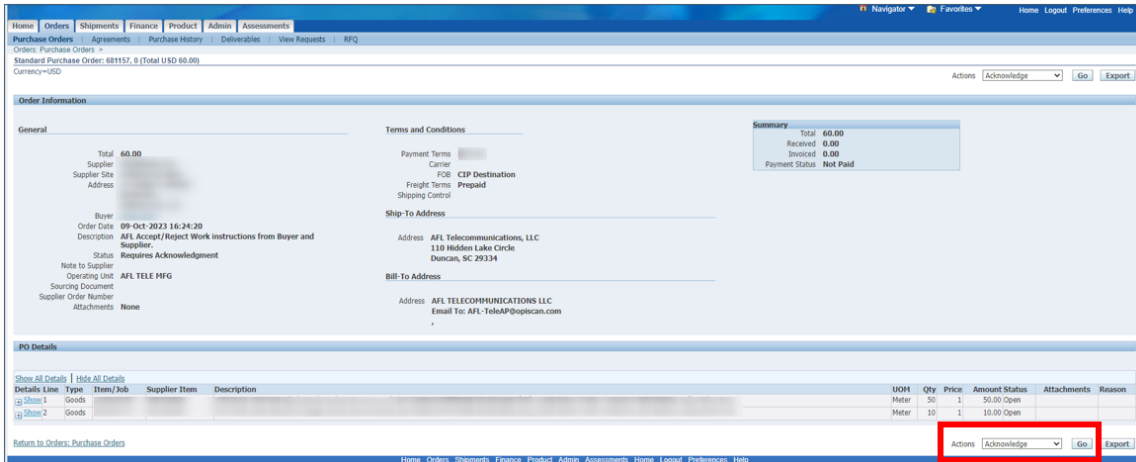 Navigator Favorites Home Logout Preferences Help
Home Orders Shipments Finance Product Admin Assessments
Purchase Orders | Agreements | Purchase History | Deliverables | View Requests | RFQ
Orders: Purchase Orders >
Standard Purchase Order: 681157, 0 (Total USD 60.00)
Currency=USD
Actions Acknowledge Go Export
Order Information
General
Total 60.00
Supplier
Supplier Site
Address
Buyer
Order Date 09-Oct-2023 16:24:20
Description AFL Accept/Reject Work instructions from Buyer and
Supplier.
Status Requires Acknowledgment
Note to Supplier
Operating Unit AFL TELE MFG
Sourcing Document
Supplier Order Number
Attachments None
Terms and Conditions
Payment Terms
Carrier
FOB CIP Destination
Freight Terms Prepaid
Shipping Control
Ship-To Address
Address AFL Telecommunications, LLC
110 Hidden Lake Circle
Duncan, SC 29334
Bill-To Address
Address AFL TELECOMMUNICATIONS LLC
Email To: AFL-TeleAP@opiscan.com
,
Summary
Total 60.00
Received 0.00
Invoiced 0.00
Payment Status Not Paid
PO Details
Show All Details | Hide All Details
Details Line Type Item/Job Supplier Item Description UOM Qty Price Amount Status Attachments Reason
Show 1 Goods Meter 50 1 50.00 Open
Show 2 Goods Meter 10 1 10.00 Open
Return to Orders: Purchase Orders
Actions Acknowledge Go Export
Home Orders Shipments Finance Product Admin Assessments Home Logout Preferences Help